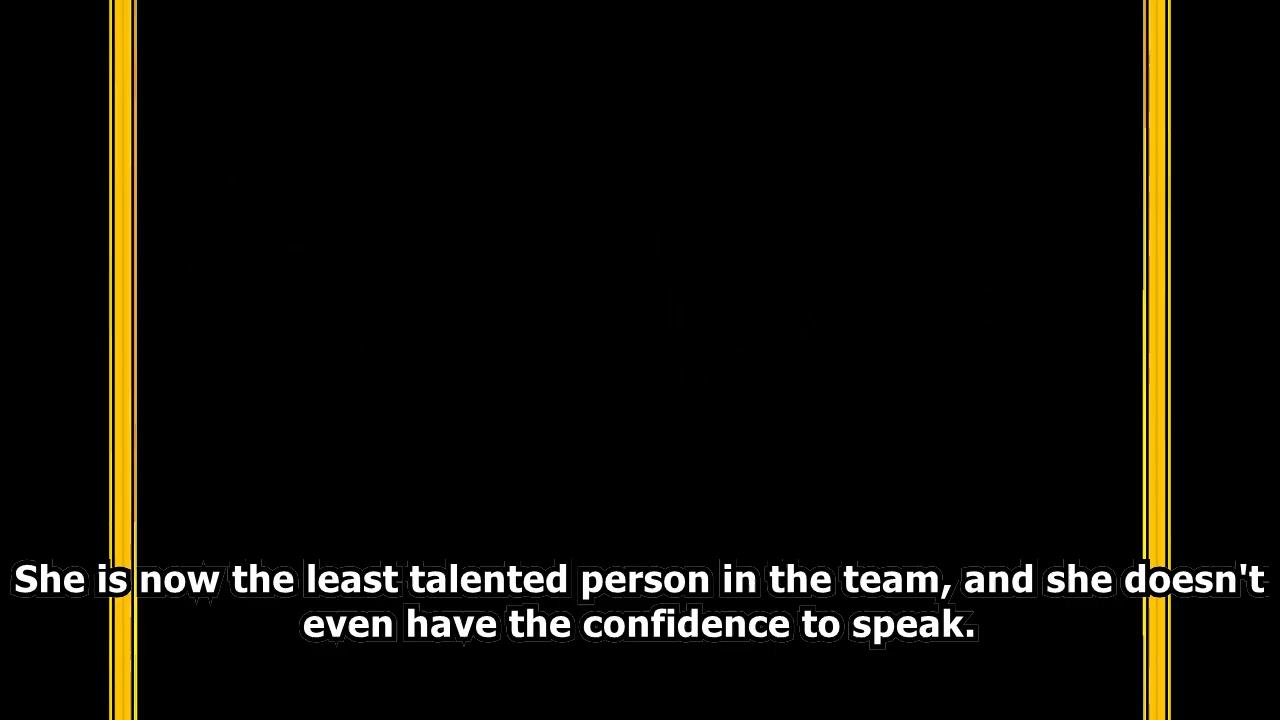 She is now the least talented person in the team, and she doesn't
even have the confidence to speak.